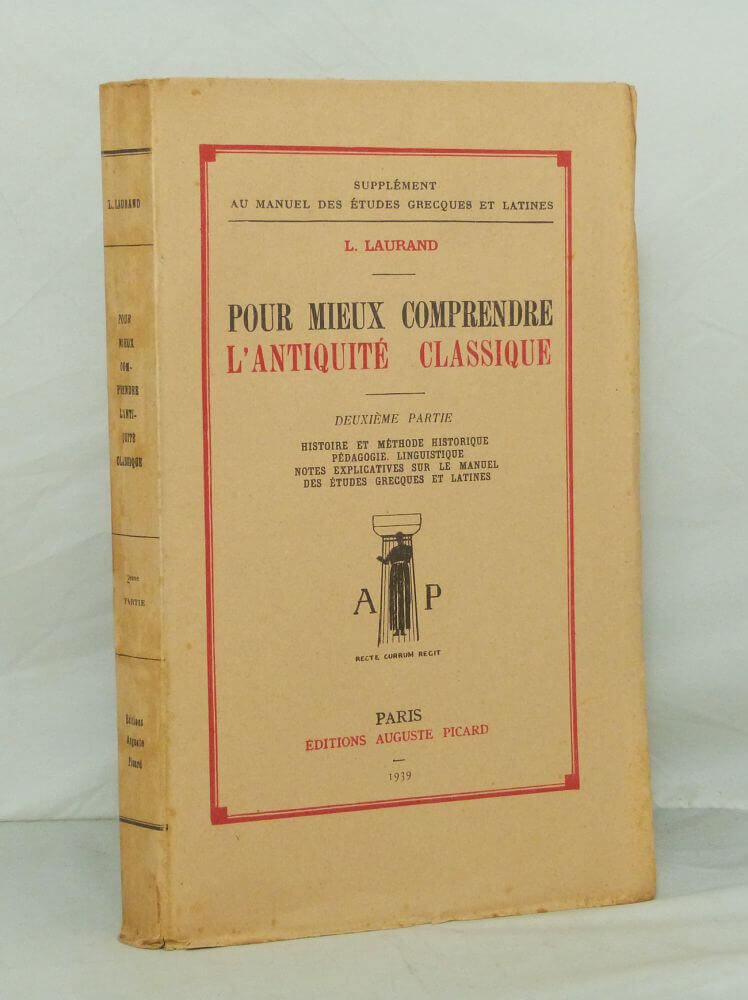 L. LAURAND
POUR
MIEUX
COM-
PRENDRE
L'ANTI-
QUITÉ
CLASSIQUE
2ème
PARTIE
Editions
Auguste
Picard
SUPPLÉMENT
AU MANUEL DES ÉTUDES GRECQUES ET LATINES
L. LAURAND
POUR MIEUX COMPRENDRE
L'ANTIQUITÉ CLASSIQUE
DEUXIÈME PARTIE
HISTOIRE ET MÉTHODE HISTORIQUE
PÉDAGOGIE. LINGUISTIQUE
NOTES EXPLICATIVES SUR LE MANUEL
DES ÉTUDES GRECQUES ET LATINES
A P
RECTE CURRUM REGIT
PARIS
ÉDITIONS AUGUSTE PICARD
1939